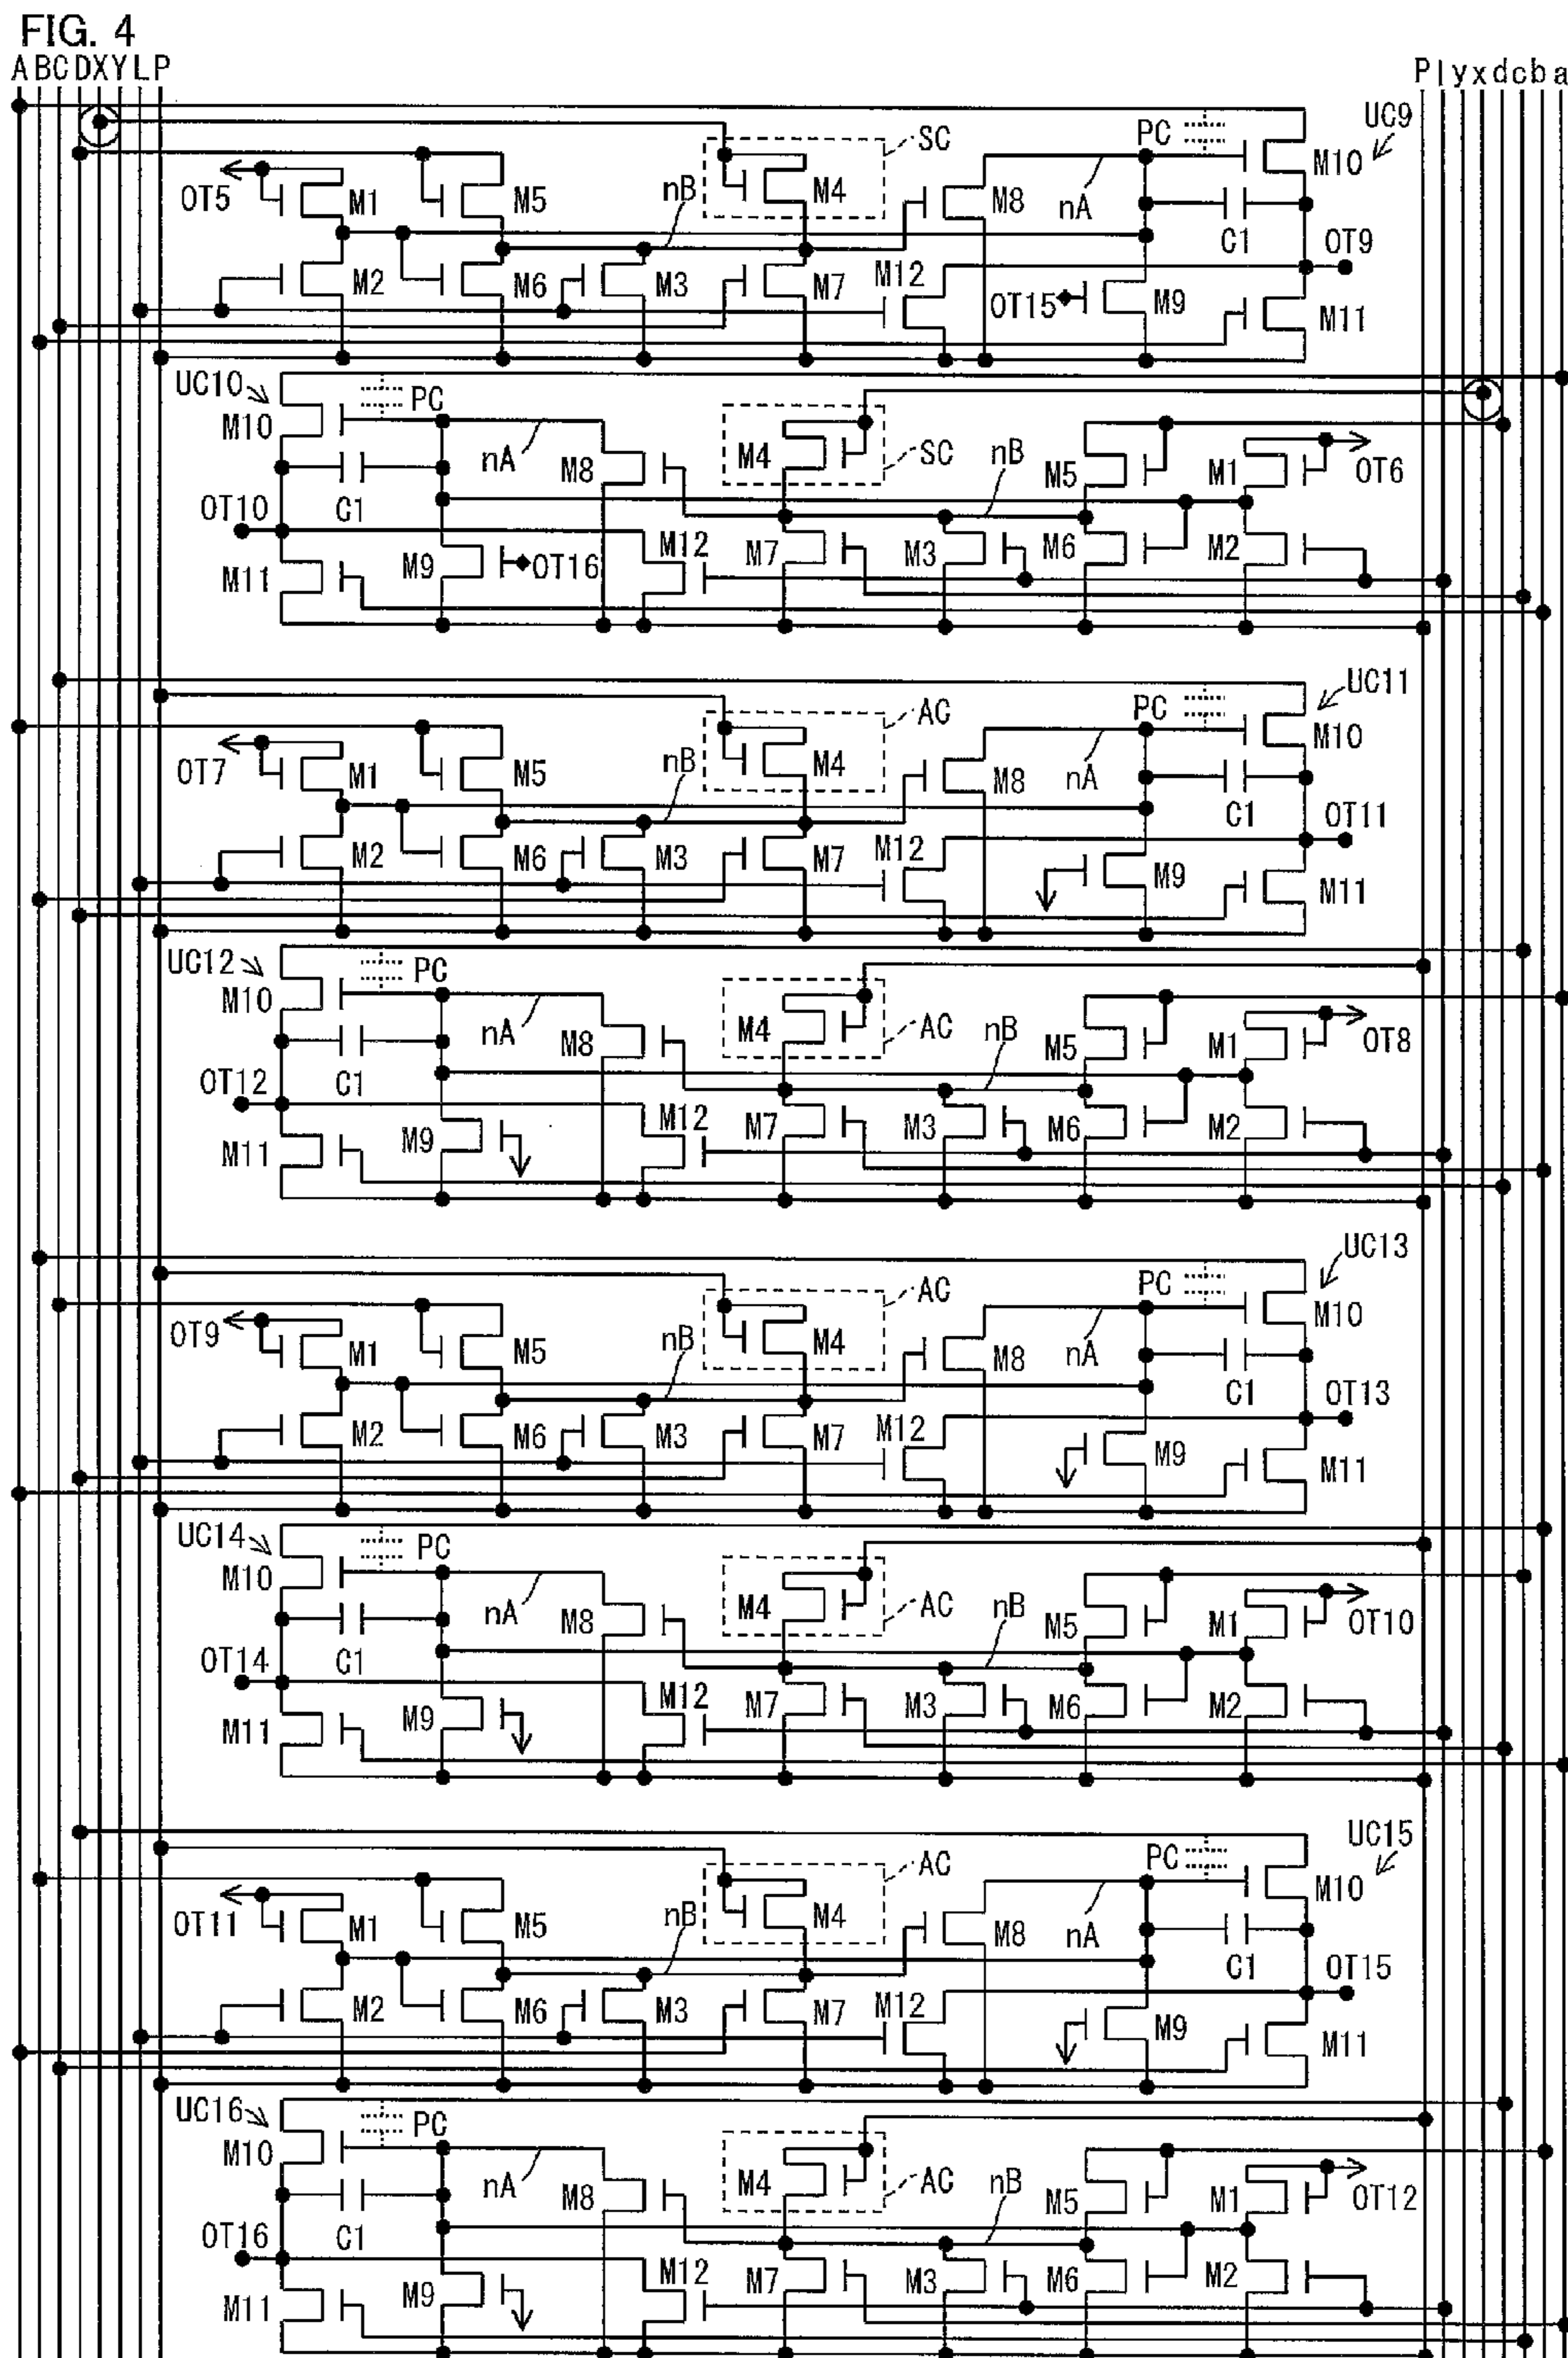 FIG. 4
A B C D X Y L P
P l y x d c b a
UC9
SC
PC
M10
OT5
M1
M5
nB
M4
M8
nA
C1
OT9
M2
M6
M3
M7
M12
OT15
M9
M11
UC10
PC
M10
nA
M8
M4
SC
nB
M5
M1
OT6
OT10
C1
M12
M11
M9
OT16
M7
M3
M6
M2
UC11
AC
PC
M10
OT7
M1
M5
nB
M4
M8
nA
C1
OT11
M2
M6
M3
M7
M12
M9
M11
UC12
PC
M10
nA
M8
M4
AC
nB
M5
M1
OT8
OT12
C1
M12
M11
M9
M7
M3
M6
M2
UC13
AC
PC
M10
OT9
M1
M5
nB
M4
M8
nA
C1
OT13
M2
M6
M3
M7
M12
M9
M11
UC14
PC
M10
nA
M8
M4
AC
nB
M5
M1
OT10
OT14
C1
M12
M11
M9
M7
M3
M6
M2
UC15
AC
PC
M10
OT11
M1
M5
nB
M4
M8
nA
C1
OT15
M2
M6
M3
M7
M12
M9
M11
UC16
PC
M10
nA
M8
M4
AC
nB
M5
M1
OT12
OT16
C1
M12
M11
M9
M7
M3
M6
M2